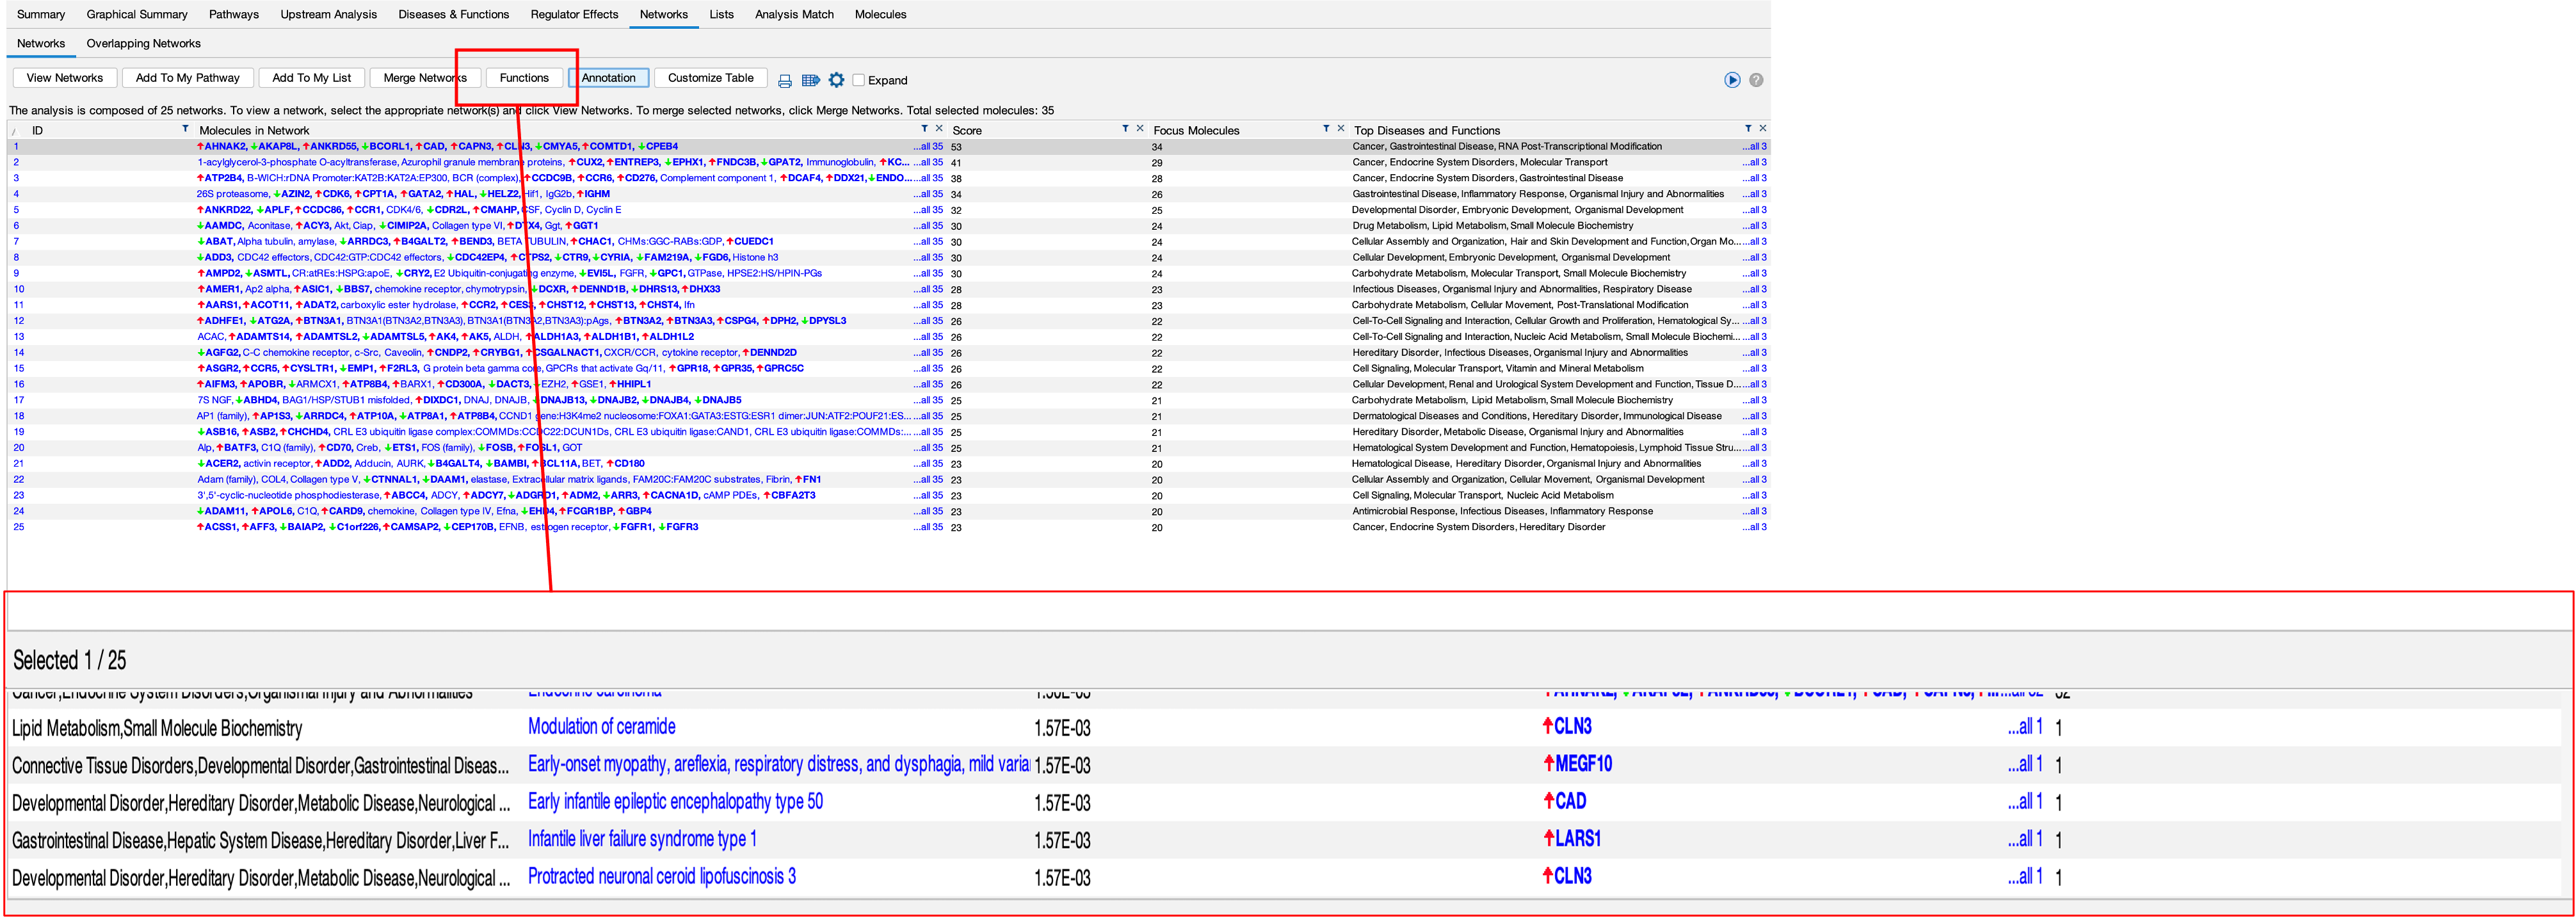 Summary Graphical Summary Pathways Upstream Analysis Diseases & Functions Regulator Effects Networks Lists Analysis Match Molecules
Networks Overlapping Networks
View Networks Add To My Pathway Add To My List Merge Networks Functions Annotation Customize Table Expand
The analysis is composed of 25 networks. To view a network, select the appropriate network(s) and click View Networks. To merge selected networks, click Merge Networks. Total selected molecules: 35
ID Molecules in Network Score Focus Molecules Top Diseases and Functions
1 ↑AHNAK2, ↓AKAP8L, ↑ANKRD55, ↓BCORL1, ↑CAD, ↑CAPN3, ↑CLN3, ↓CMYA5, ↑COMTD1, ↓CPEB4 ...all 35 53 34 Cancer, Gastrointestinal Disease, RNA Post-Transcriptional Modification ...all 3
2 1-acylglycerol-3-phosphate O-acyltransferase, Azurophil granule membrane proteins, ↑CUX2, ↑ENTREP3, ↓EPHX1, ↑FNDC3B, ↓GPAT2, Immunoglobulin, ↑KC... ...all 35 41 29 Cancer, Endocrine System Disorders, Molecular Transport ...all 3
3 ↑ATP2B4, B-WICH:rDNA Promoter:KAT2B:KAT2A:EP300, BCR (complex), ↑CCDC9B, ↑CCR6, ↑CD276, Complement component 1, ↑DCAF4, ↑DDX21, ↓ENDO... ...all 35 38 28 Cancer, Endocrine System Disorders, Gastrointestinal Disease ...all 3
4 26S proteasome, ↓AZIN2, ↑CDK6, ↑CPT1A, ↑GATA2, ↑HAL, ↓HELZ2, Hif1, IgG2b, ↑IGHM ...all 35 34 26 Gastrointestinal Disease, Inflammatory Response, Organismal Injury and Abnormalities ...all 3
5 ↑ANKRD22, ↓APLF, ↑CCDC86, ↑CCR1, CDK4/6, ↓CDR2L, ↑CMAHP, CSF, Cyclin D, Cyclin E ...all 35 32 25 Developmental Disorder, Embryonic Development, Organismal Development ...all 3
6 ↓AAMDC, Aconitase, ↑ACY3, Akt, Ciap, ↓CIMIP2A, Collagen type VI, ↑DTX4, Ggt, ↑GGT1 ...all 35 30 24 Drug Metabolism, Lipid Metabolism, Small Molecule Biochemistry ...all 3
7 ↓ABAT, Alpha tubulin, amylase, ↓ARRDC3, ↑B4GALT2, ↑BEND3, BETA TUBULIN, ↑CHAC1, CHMs:GGC-RABs:GDP, ↑CUEDC1 ...all 35 30 24 Cellular Assembly and Organization, Hair and Skin Development and Function, Organ Mo... ...all 3
8 ↓ADD3, CDC42 effectors, CDC42:GTP:CDC42 effectors, ↓CDC42EP4, ↑CTPS2, ↓CTR9, ↓CYRIA, ↓FAM219A, ↓FGD6, Histone h3 ...all 35 30 24 Cellular Development, Embryonic Development, Organismal Development ...all 3
9 ↑AMPD2, ↓ASMTL, CR:atREs:HSPG:apoE, ↓CRY2, E2 Ubiquitin-conjugating enzyme, ↓EVI5L, FGFR, ↓GPC1, GTPase, HPSE2:HS/HPIN-PGs ...all 35 30 24 Carbohydrate Metabolism, Molecular Transport, Small Molecule Biochemistry ...all 3
10 ↑AMER1, Ap2 alpha, ↑ASIC1, ↓BBS7, chemokine receptor, chymotrypsin, ↓DCXR, ↑DENND1B, ↓DHRS13, ↑DHX33 ...all 35 28 23 Infectious Diseases, Organismal Injury and Abnormalities, Respiratory Disease ...all 3
11 ↑AARS1, ↑ACOT11, ↑ADAT2, carboxylic ester hydrolase, ↑CCR2, ↑CES3, ↑CHST12, ↑CHST13, ↑CHST4, Ifn ...all 35 28 23 Carbohydrate Metabolism, Cellular Movement, Post-Translational Modification ...all 3
12 ↑ADHFE1, ↓ATG2A, ↑BTN3A1, BTN3A1(BTN3A2,BTN3A3), BTN3A1(BTN3A2,BTN3A3):pAgs, ↑BTN3A2, ↑BTN3A3, ↑CSPG4, ↑DPH2, ↓DPYSL3 ...all 35 26 22 Cell-To-Cell Signaling and Interaction, Cellular Growth and Proliferation, Hematological Sy... ...all 3
13 ACAC, ↑ADAMTS14, ↑ADAMTSL2, ↓ADAMTSL5, ↑AK4, ↑AK5, ALDH, ↑ALDH1A3, ↑ALDH1B1, ↑ALDH1L2 ...all 35 26 22 Cell-To-Cell Signaling and Interaction, Nucleic Acid Metabolism, Small Molecule Biochemi... ...all 3
14 ↓AGFG2, C-C chemokine receptor, c-Src, Caveolin, ↑CNDP2, ↑CRYBG1, ↑CSGALNACT1, CXCR/CCR, cytokine receptor, ↑DENND2D ...all 35 26 22 Hereditary Disorder, Infectious Diseases, Organismal Injury and Abnormalities ...all 3
15 ↑ASGR2, ↑CCR5, ↑CYSLTR1, ↓EMP1, ↑F2RL3, G protein beta gamma core, GPCRs that activate Gq/11, ↑GPR18, ↑GPR35, ↑GPRC5C ...all 35 26 22 Cell Signaling, Molecular Transport, Vitamin and Mineral Metabolism ...all 3
16 ↑AIFM3, ↑APOBR, ↓ARMCX1, ↑ATP8B4, ↑BARX1, ↑CD300A, ↓DACT3, ↓EZH2, ↑GSE1, ↑HHIPL1 ...all 35 26 22 Cellular Development, Renal and Urological System Development and Function, Tissue D... ...all 3
17 7S NGF, ↓ABHD4, BAG1/HSP/STUB1 misfolded, ↑DIXDC1, DNAJ, DNAJB, ↓DNAJB13, ↓DNAJB2, ↓DNAJB4, ↓DNAJB5 ...all 35 25 21 Carbohydrate Metabolism, Lipid Metabolism, Small Molecule Biochemistry ...all 3
18 AP1 (family), ↑AP1S3, ↓ARRDC4, ↑ATP10A, ↓ATP8A1, ↑ATP8B4, CCND1 gene:H3K4me2 nucleosome:FOXA1:GATA3:ESTG:ESR1 dimer:JUN:ATF2:POUF21:ES... ...all 35 25 21 Dermatological Diseases and Conditions, Hereditary Disorder, Immunological Disease ...all 3
19 ↓ASB16, ↑ASB2, ↑CHCHD4, CRL E3 ubiquitin ligase complex:COMMDs:CCDC22:DCUN1Ds, CRL E3 ubiquitin ligase:CAND1, CRL E3 ubiquitin ligase:COMMDs:... ...all 35 25 21 Hereditary Disorder, Metabolic Disease, Organismal Injury and Abnormalities ...all 3
20 Alp, ↑BATF3, C1Q (family), ↑CD70, Creb, ↓ETS1, FOS (family), ↓FOSB, ↑FOSL1, GOT ...all 35 25 21 Hematological System Development and Function, Hematopoiesis, Lymphoid Tissue Stru... ...all 3
21 ↓ACER2, activin receptor, ↑ADD2, Adducin, AURK, ↓B4GALT4, ↓BAMBI, ↑BCL11A, BET, ↑CD180 ...all 35 23 20 Hematological Disease, Hereditary Disorder, Organismal Injury and Abnormalities ...all 3
22 Adam (family), COL4, Collagen type V, ↓CTNNAL1, ↓DAAM1, elastase, Extracellular matrix ligands, FAM20C:FAM20C substrates, Fibrin, ↑FN1 ...all 35 23 20 Cellular Assembly and Organization, Cellular Movement, Organismal Development ...all 3
23 3',5'-cyclic-nucleotide phosphodiesterase, ↑ABCC4, ADCY, ↑ADCY7, ↓ADGRD1, ↑ADM2, ↓ARR3, ↑CACNA1D, cAMP PDEs, ↑CBFA2T3 ...all 35 23 20 Cell Signaling, Molecular Transport, Nucleic Acid Metabolism ...all 3
24 ↓ADAM11, ↑APOL6, C1Q, ↑CARD9, chemokine, Collagen type IV, Efna, ↓EHD4, ↑FCGR1BP, ↑GBP4 ...all 35 23 20 Antimicrobial Response, Infectious Diseases, Inflammatory Response ...all 3
25 ↑ACSS1, ↑AFF3, ↓BAIAP2, ↓C1orf226, ↑CAMSAP2, ↓CEP170B, EFNB, estrogen receptor, ↓FGFR1, ↓FGFR3 ...all 35 23 20 Cancer, Endocrine System Disorders, Hereditary Disorder ...all 3
Selected 1 / 25
Cancer,Endocrine System Disorders,Organismal Injury and Abnormalities Endocrine carcinoma
Lipid Metabolism,Small Molecule Biochemistry Modulation of ceramide 1.57E-03 ↑CLN3 ...all 1 1
Connective Tissue Disorders,Developmental Disorder,Gastrointestinal Diseas... Early-onset myopathy, areflexia, respiratory distress, and dysphagia, mild varia 1.57E-03 ↑MEGF10 ...all 1 1
Developmental Disorder,Hereditary Disorder,Metabolic Disease,Neurological ... Early infantile epileptic encephalopathy type 50 1.57E-03 ↑CAD ...all 1 1
Gastrointestinal Disease,Hepatic System Disease,Hereditary Disorder,Liver F... Infantile liver failure syndrome type 1 1.57E-03 ↑LARS1 ...all 1 1
Developmental Disorder,Hereditary Disorder,Metabolic Disease,Neurological ... Protracted neuronal ceroid lipofuscinosis 3 1.57E-03 ↑CLN3 ...all 1 1